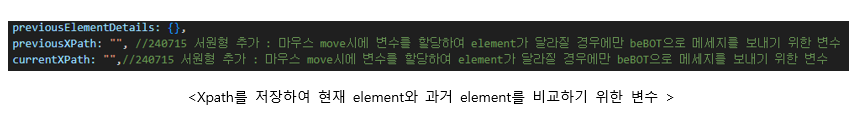 previousElementDetails: {},
previousXPath: "", //240715 서원형 추가 : 마우스 move시에 변수를 할당하여 element가 달라질 경우에만 beBOT으로 메세지를 보내기 위한 변수
currentXPath: "",//240715 서원형 추가 : 마우스 move시에 변수를 할당하여 element가 달라질 경우에만 beBOT으로 메세지를 보내기 위한 변수
<Xpath를 저장하여 현재 element와 과거 element를 비교하기 위한 변수 >